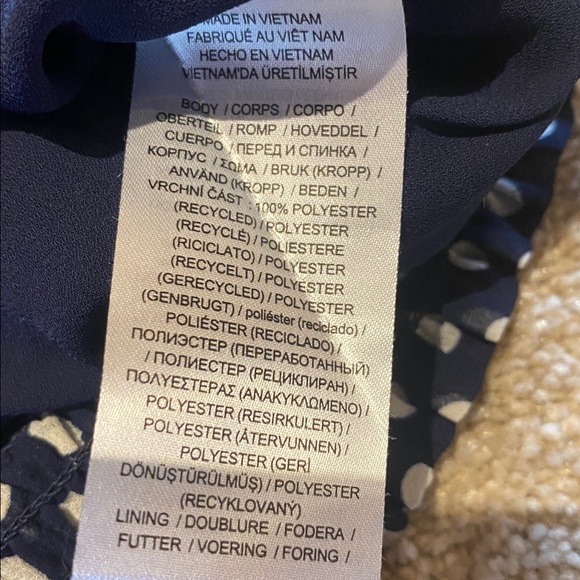 MADE IN VIETNAM
FABRIQUÉ AU VIÊT NAM
HECHO EN VIETNAM
VIETNAM'DA ÜRETİLMİŞTİR
BODY / CORPS / CORPO /
OBERTEIL / ROMP / HOVEDDEL /
CUERPO / ПЕРЕД И СПИНКА /
КОРПУС / ΣΩΜΑ / BRUK (KROPP) /
ANVÄND (KROPP) / BEDEN /
VRCHNÍ ČÁST : 100% POLYESTER
(RECYCLED) / POLYESTER
(RECYCLÉ) / POLIESTERE
(RICICLATO) / POLYESTER
(RECYCELT) / POLYESTER
(GERECYCLED) / POLYESTER
(GENBRUGT) / poliéster (reciclado) /
POLIÉSTER (RECICLADO) /
ПОЛИЭСТЕР (ПЕРЕРАБОТАННЫЙ)
/ ПОЛИЕСТЕР (РЕЦИКЛИРАН) /
ΠΟΛΥΕΣΤΕΡΑΣ (ΑΝΑΚΥΚΛΩΜΕΝΟ) /
POLYESTER (RESIRKULERT) /
POLYESTER (ÅTERVUNNEN) /
POLYESTER (GERİ
DÖNÜŞTÜRÜLMÜŞ) / POLYESTER
(RECYKLOVANÝ)
LINING / DOUBLURE / FODERA /
FUTTER / VOERING / FORING /